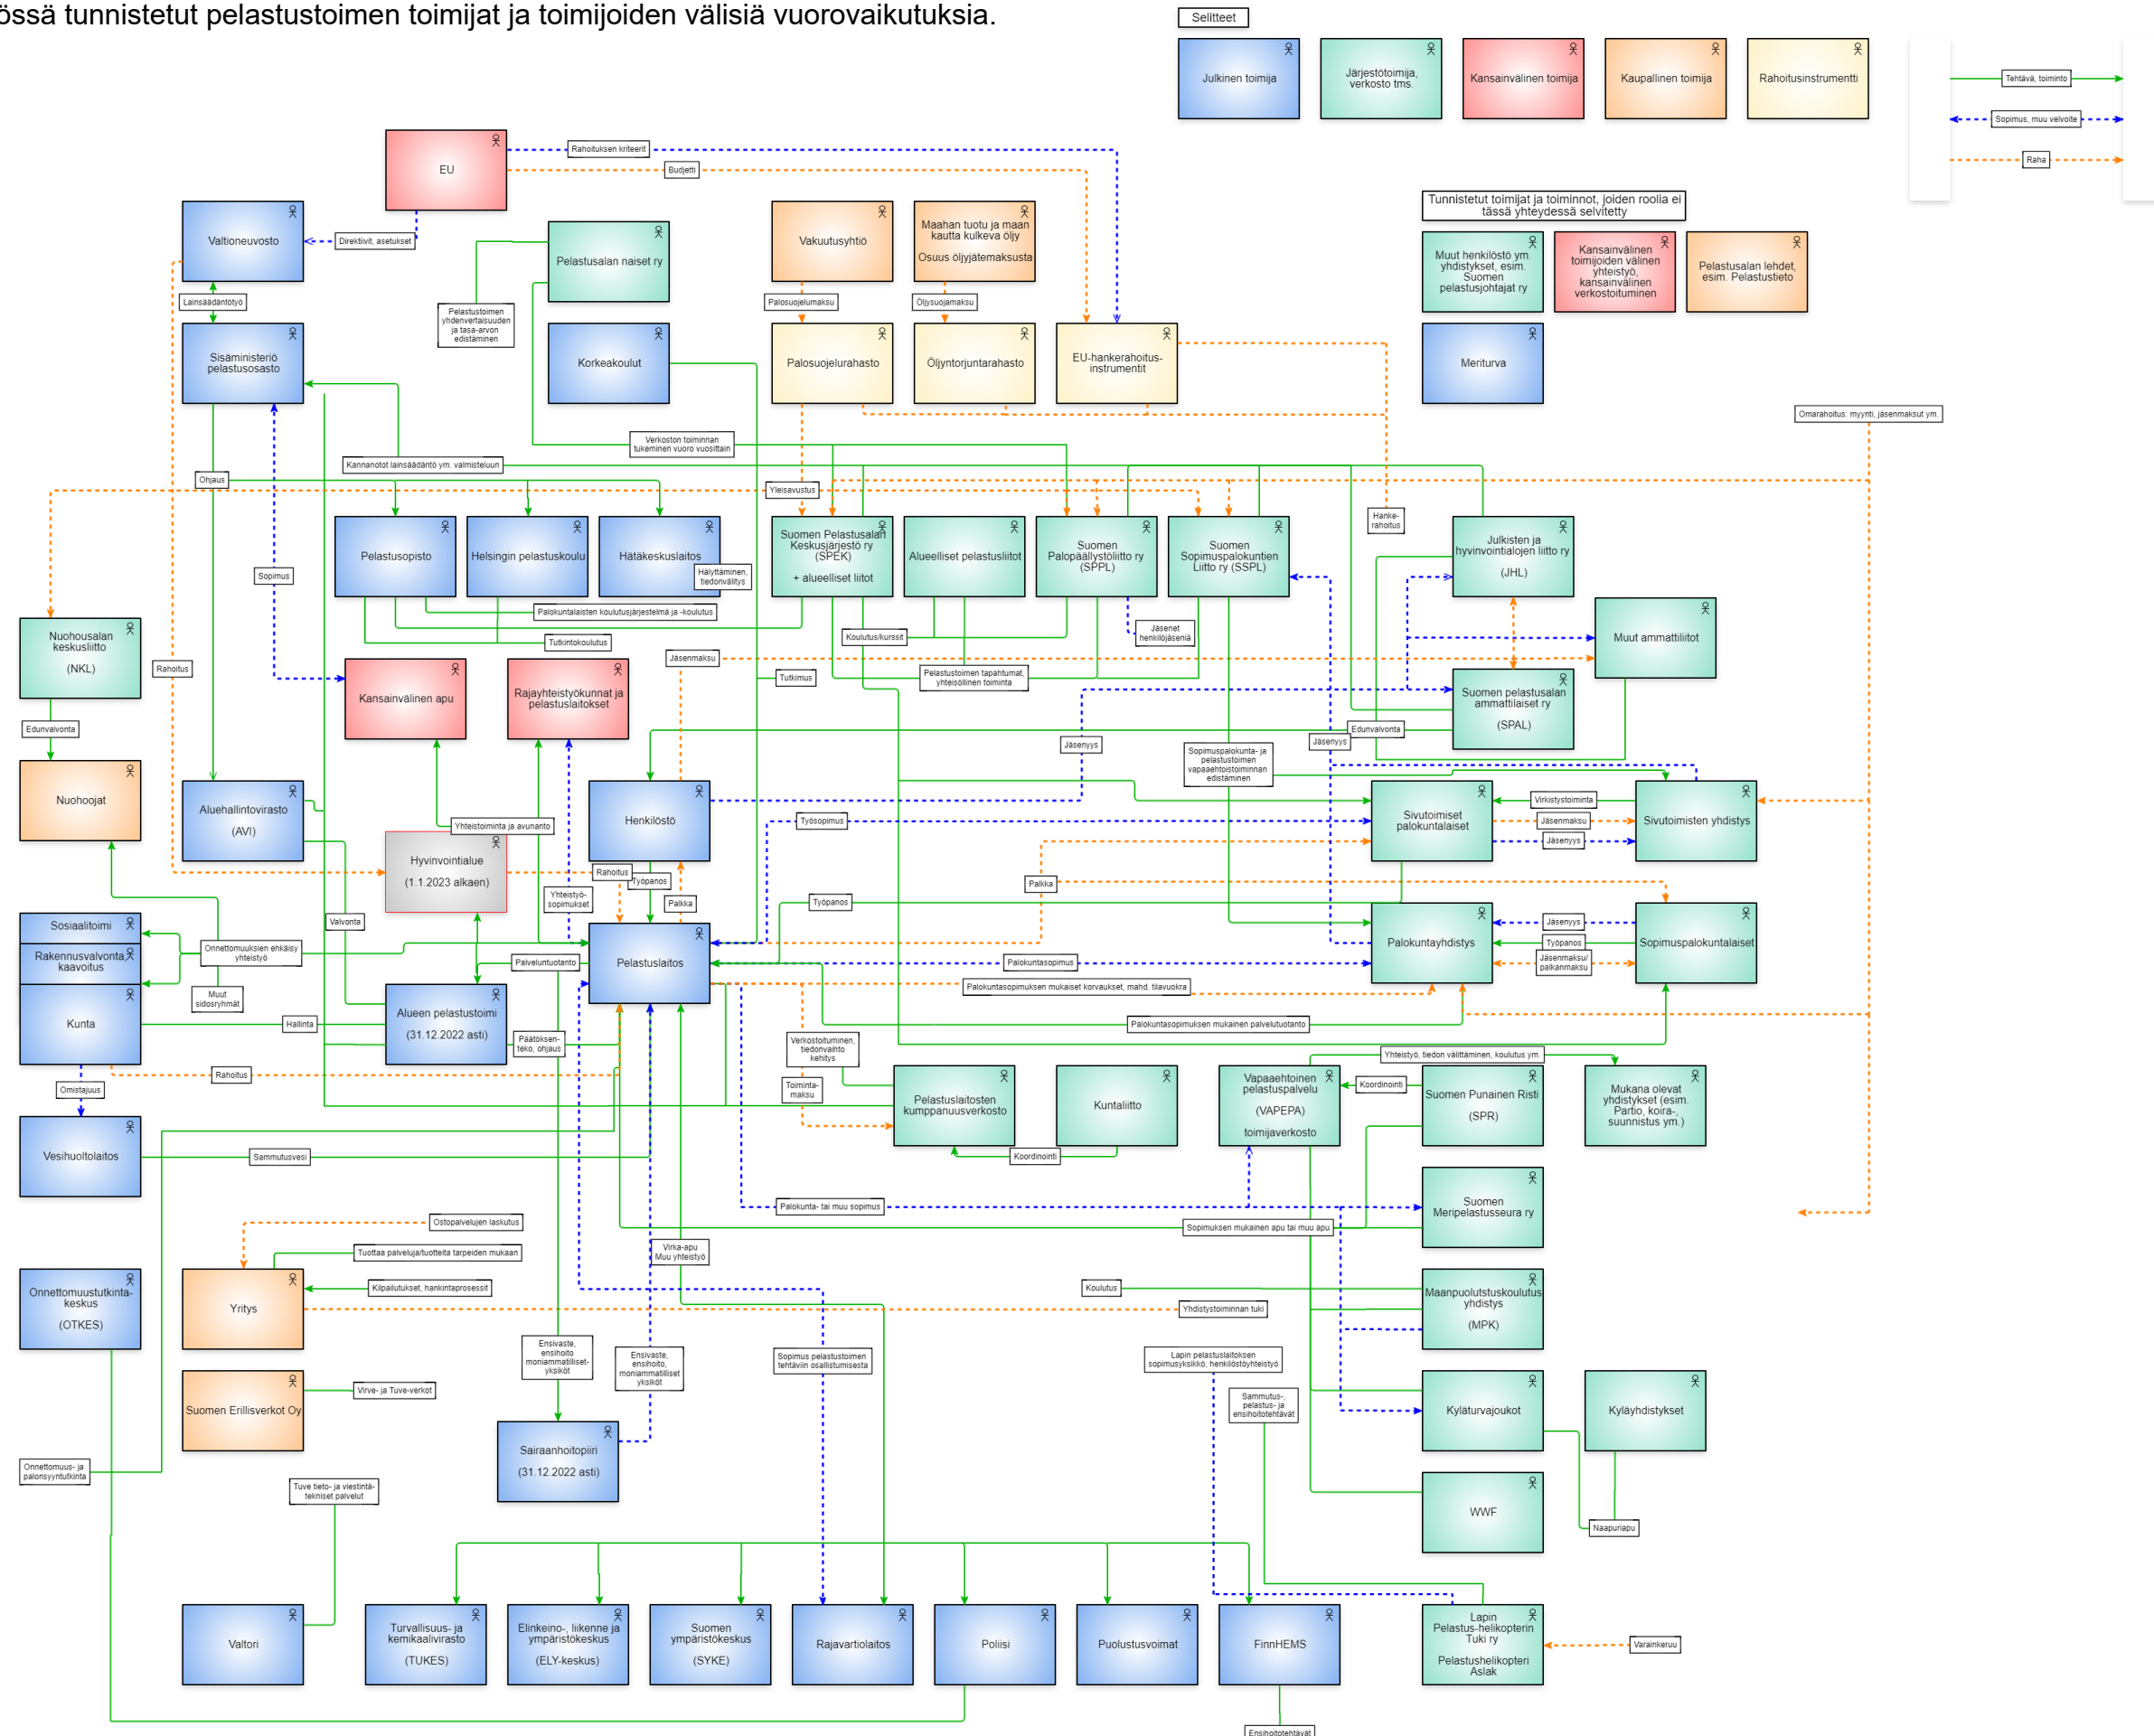 össä tunnistetut pelastustoimen toimijat ja toimijoiden välisiä vuorovaikutuksia.
Selitteet
Julkinen toimija
Järjestötoimija,
verkosto tms.
Kansainvälinen toimija
Kaupallinen toimija
Rahoitusinstrumentti
Tehtävä, toiminto
Sopimus, muu velvoite
Raha
EU
Rahoituksen kriteerit
Budjetti
Direktiivit, asetukset
Valtioneuvosto
Lainsäädäntötyö
Pelastusalan naiset ry
Pelastustoimen
yhdenvertaisuuden
ja tasa-arvon
edistäminen
Vakuutusyhtiö
Palosuojelumaksu
Maahan tuotu ja maan
kautta kulkeva öljy
Osuus öljyjätemaksusta
Öljysuojamaksu
Tunnistetut toimijat ja toiminnot, joiden roolia ei
tässä yhteydessä selvitetty
Muut henkilöstö ym.
yhdistykset, esim.
Suomen
pelastusjohtajat ry
Kansainvälinen
toimijoiden välinen
yhteistyö,
kansainvälinen
verkostoituminen
Pelastusalan lehdet,
esim. Pelastustieto
Meriturva
Sisäministeriö
pelastusosasto
Korkeakoulut
Palosuojelurahasto
Öljyntorjuntarahasto
EU-hankerahoitus-
instrumentit
Omarahoitus: myynti, jäsenmaksut ym.
Verkoston toiminnan
tukeminen vuoro vuosittain
Kannanotot lainsäädäntö ym. valmisteluun
Ohjaus
Yleisavustus
Hanke-
rahoitus
Pelastusopisto
Helsingin pelastuskoulu
Hätäkeskuslaitos
Hälyttäminen,
tiedonvälitys
Suomen Pelastusalan
Keskusjärjestö ry
(SPEK)
+ alueelliset liitot
Alueelliset pelastusliitot
Suomen
Palopäällystöliitto ry
(SPPL)
Suomen
Sopimuspalokuntien
Liitto ry (SSPL)
Julkisten ja
hyvinvointialojen liitto ry
(JHL)
Sopimus
Palokuntalaisten koulutusjärjestelmä ja -koulutus
Tutkintokoulutus
Koulutus/kurssit
Jäsenet
henkilöjäseniä
Muut ammattiliitot
Nuohousalan
keskusliitto
(NKL)
Rahoitus
Jäsenmaksu
Tutkimus
Pelastustoimen tapahtumat,
yhteisöllinen toiminta
Kansainvälinen apu
Rajayhteistyökunnat ja
pelastuslaitokset
Suomen pelastusalan
ammattilaiset ry
(SPAL)
Edunvalvonta
Edunvalvonta
Jäsenyys
Jäsenyys
Sopimuspalokunta- ja
pelastustoimen
vapaaehtoistoiminnan
edistäminen
Nuohoojat
Aluehallintovirasto
(AVI)
Yhteistoiminta ja avunanto
Henkilöstö
Työsopimus
Sivutoimiset
palokuntalaiset
Virkistystoiminta
Jäsenmaksu
Jäsenyys
Sivutoimisten yhdistys
Hyvinvointialue
(1.1.2023 alkaen)
Rahoitus
Työpanos
Palkka
Yhteistyö-
sopimukset
Palkka
Työpanos
Sosiaalitoimi
Rakennusvalvonta,
kaavoitus
Kunta
Valvonta
Onnettomuuksien ehkäisy
yhteistyö
Muut
sidosryhmät
Palveluntuotanto
Pelastuslaitos
Palokuntasopimus
Palokuntayhdistys
Jäsenyys
Työpanos
Jäsenmaksu/
palkanmaksu
Sopimuspalokuntalaiset
Palokuntasopimuksen mukaiset korvaukset, mahd. tilavuokra
Hallinta
Alueen pelastustoimi
(31.12.2022 asti)
Päätöksen-
teko, ohjaus
Palokuntasopimuksen mukainen palvelutuotanto
Verkostoituminen,
tiedonvaihto
kehitys
Yhteistyö, tiedon välittäminen, koulutus ym.
Rahoitus
Omistajuus
Toiminta-
maksu
Pelastuslaitosten
kumppanuusverkosto
Kuntaliitto
Koordinointi
Vapaaehtoinen
pelastuspalvelu
(VAPEPA)
toimijaverkosto
Koordinointi
Suomen Punainen Risti
(SPR)
Mukana olevat
yhdistykset (esim.
Partio, koira-,
suunnistus ym.)
Vesihuoltolaitos
Sammutusvesi
Palokunta- tai muu sopimus
Suomen
Meripelastusseura ry
Ostopalvelujen laskutus
Sopimuksen mukainen apu tai muu apu
Tuottaa palveluja/tuotteita tarpeiden mukaan
Virka-apu
Muu yhteistyö
Onnettomuustutkinta-
keskus
(OTKES)
Yritys
Kilpailutukset, hankintaprosessit
Koulutus
Yhdistystoiminnan tuki
Maanpuolutstuskoulutus
yhdistys
(MPK)
Ensivaste,
ensihoito
moniammatilliset-
yksiköt
Ensivaste,
ensihoito,
moniammatilliset
yksiköt
Sopimus pelastustoimen
tehtäviin osallistumisesta
Lapin pelastuslaitoksen
sopimusyksikkö, henkilöstöyhteistyö
Suomen Erillisverkot Oy
Virve- ja Tuve-verkot
Sammutus-,
pelastus- ja
ensihoitotehtävät
Kyläturvajoukot
Kyläyhdistykset
Sairaanhoitopiiri
(31.12.2022 asti)
Onnettomuus- ja
palonsyyntutkinta
Tuve tieto- ja viestintä-
tekniset palvelut
WWF
Naapuriapu
Valtori
Turvallisuus- ja
kemikaalivirasto
(TUKES)
Elinkeino-, liikenne ja
ympäristökeskus
(ELY-keskus)
Suomen
ympäristökeskus
(SYKE)
Rajavartiolaitos
Poliisi
Puolustusvoimat
FinnHEMS
Lapin
Pelastus-helikopterin
Tuki ry
Pelastushelikopteri
Aslak
Varainkeruu
Ensihoitotehtävät